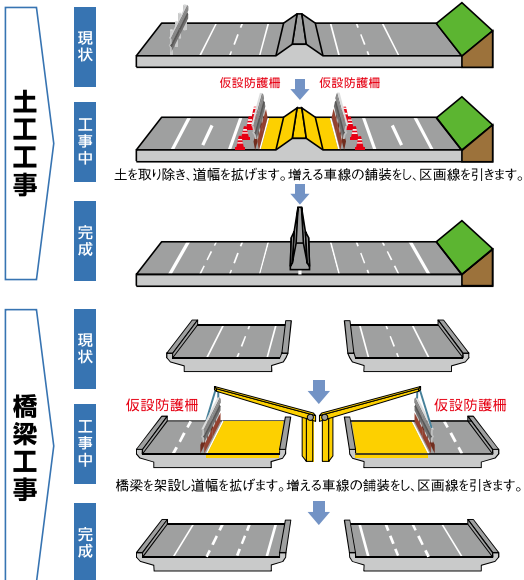 土工工事
現状
仮設防護柵 仮設防護柵
工事中
土を取り除き、道幅を拡げます。増える車線の舗装をし、区画線を引きます。
完成
橋梁工事
現状
仮設防護柵 仮設防護柵
工事中
橋梁を架設し道幅を拡げます。増える車線の舗装をし、区画線を引きます。
完成